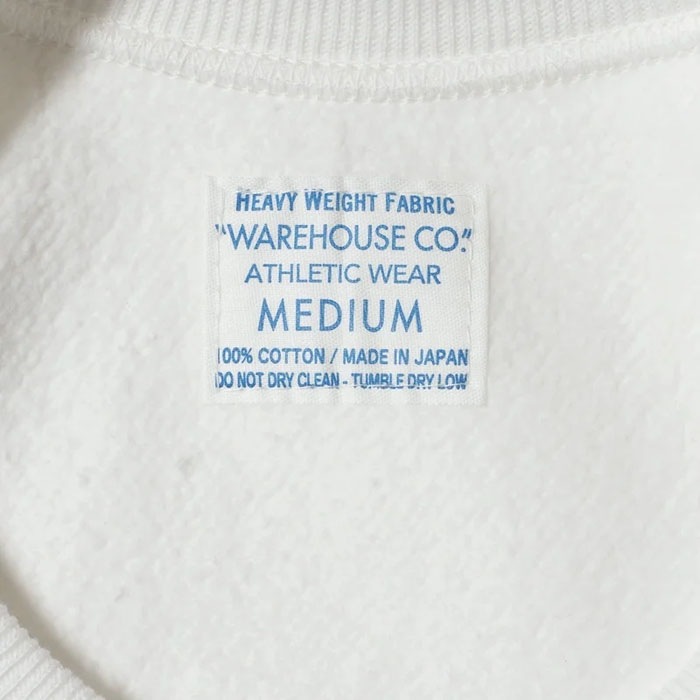 HEAVY WEIGHT FABRIC
"WAREHOUSE CO."
ATHLETIC WEAR
MEDIUM
100% COTTON / MADE IN JAPAN
DO NOT DRY CLEAN - TUMBLE DRY LOW